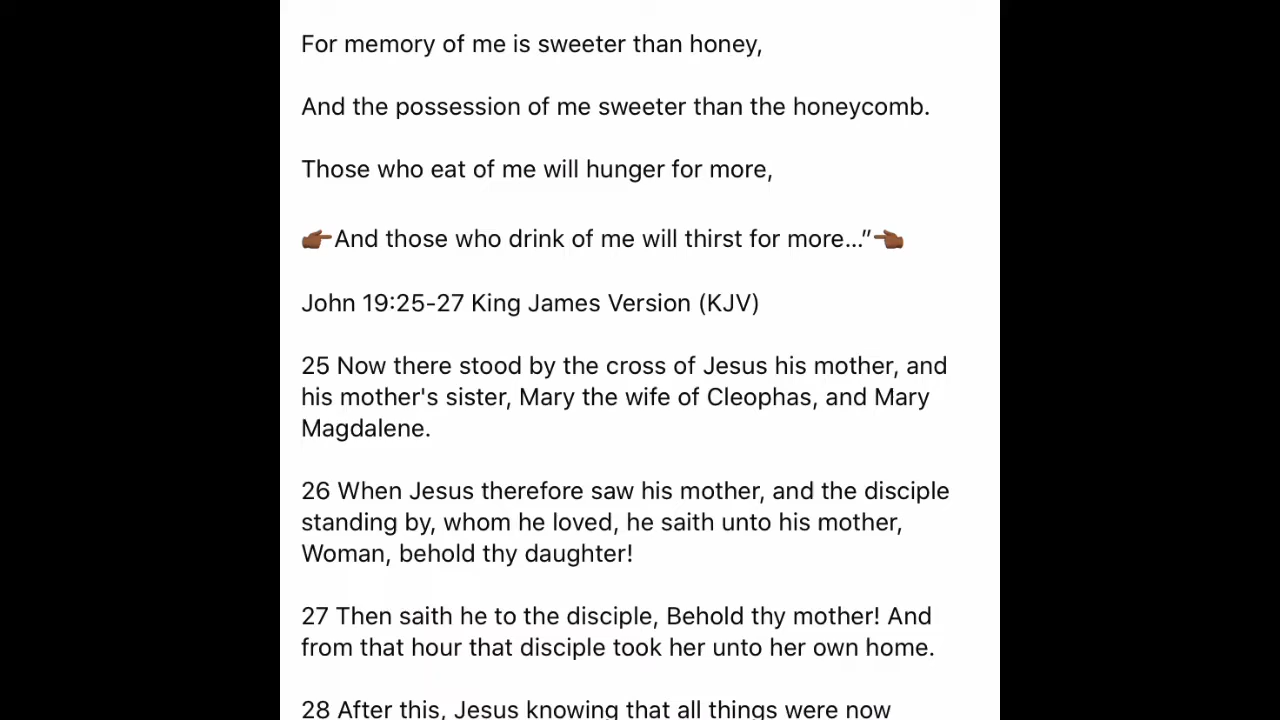 For memory of me is sweeter than honey,
And the possession of me sweeter than the honeycomb.
Those who eat of me will hunger for more,
👉🏾And those who drink of me will thirst for more…”👈🏾
John 19:25-27 King James Version (KJV)
25 Now there stood by the cross of Jesus his mother, and
his mother's sister, Mary the wife of Cleophas, and Mary
Magdalene.
26 When Jesus therefore saw his mother, and the disciple
standing by, whom he loved, he saith unto his mother,
Woman, behold thy daughter!
27 Then saith he to the disciple, Behold thy mother! And
from that hour that disciple took her unto her own home.
28 After this, Jesus knowing that all things were now